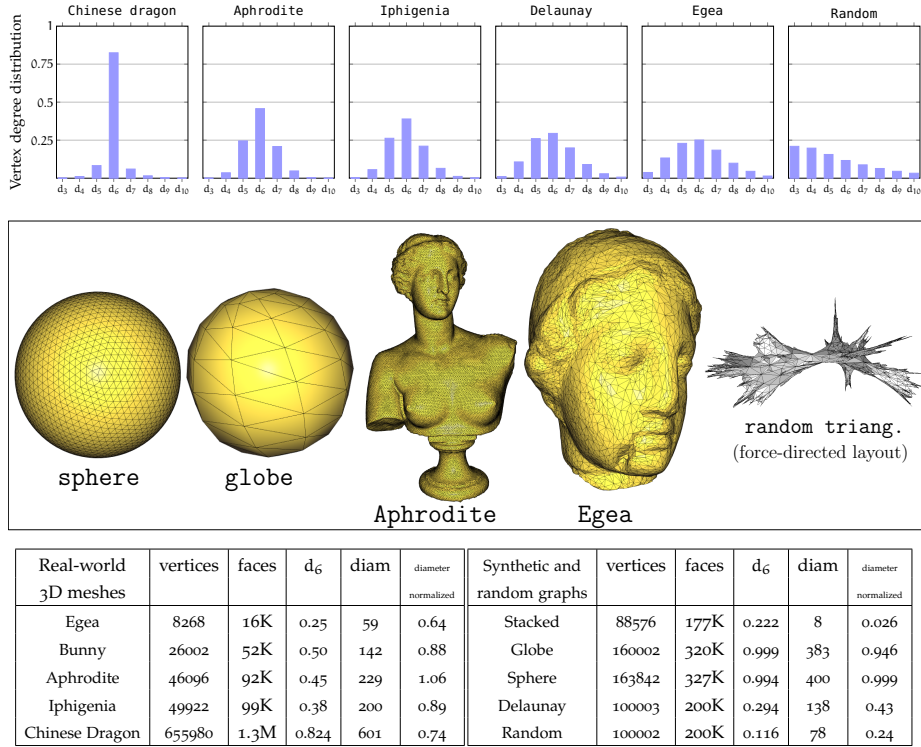 Chinese dragon Aphrodite Iphigenia Delaunay Egea Random
Vertex degree distribution
1
0.75
0.5
0.25
d3 d4 d5 d6 d7 d8 d9 d10 d3 d4 d5 d6 d7 d8 d9 d10 d3 d4 d5 d6 d7 d8 d9 d10 d3 d4 d5 d6 d7 d8 d9 d10 d3 d4 d5 d6 d7 d8 d9 d10 d3 d4 d5 d6 d7 d8 d9 d10
sphere
globe
Aphrodite
Egea
random triang.
(force-directed layout)
Real-world vertices faces d6 diam diameter Synthetic and vertices faces d6 diam diameter
3D meshes normalized random graphs normalized
Egea 8268 16K 0.25 59 0.64 Stacked 88576 177K 0.222 8 0.026
Bunny 26002 52K 0.50 142 0.88 Globe 160002 320K 0.999 383 0.946
Aphrodite 46096 92K 0.45 229 1.06 Sphere 163842 327K 0.994 400 0.999
Iphigenia 49922 99K 0.38 200 0.89 Delaunay 100003 200K 0.294 138 0.43
Chinese Dragon 655980 1.3M 0.824 601 0.74 Random 100002 200K 0.116 78 0.24